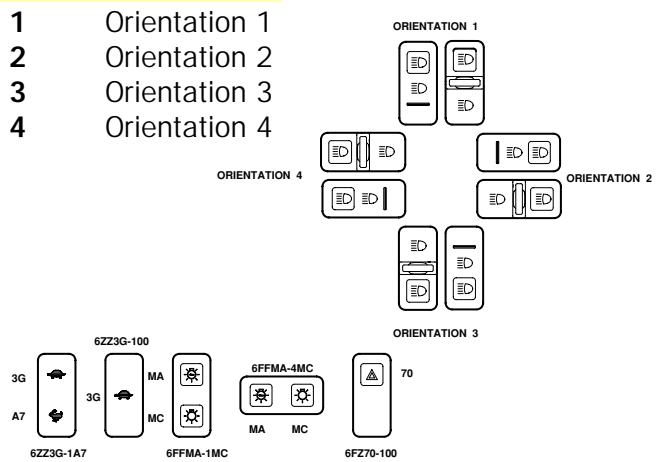 1 Orientation 1
2 Orientation 2
3 Orientation 3
4 Orientation 4
ORIENTATION 1
ORIENTATION 4
ORIENTATION 2
ORIENTATION 3
6ZZ3G-100
6FFMA-4MC
3G
3G
MA
70
A7
MC
MA MC
6ZZ3G-1A7
6FFMA-1MC
6FZ70-100